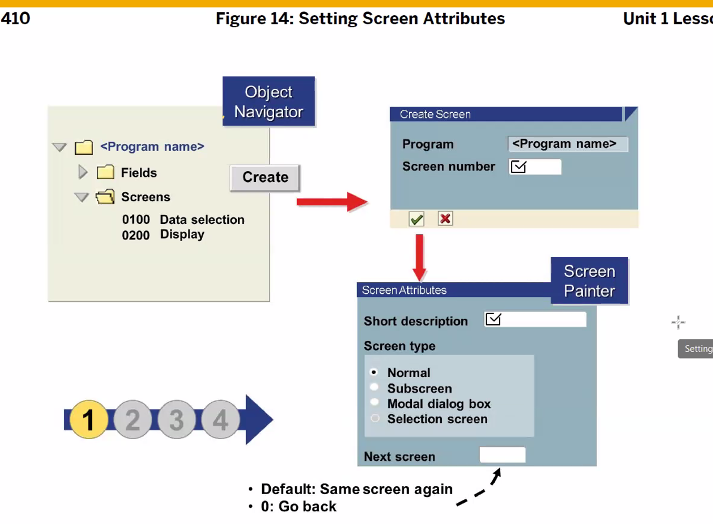 410
Figure 14: Setting Screen Attributes
Unit 1 Lesso
Object
Navigator
<Program name>
Fields
Screens
0100 Data selection
0200 Display
Create
Create Screen
Program <Program name>
Screen number
Screen
Painter
Screen Attributes
Short description
Screen type
Normal
Subscreen
Modal dialog box
Selection screen
Next screen
1 2 3 4
• Default: Same screen again
• 0: Go back
Setting